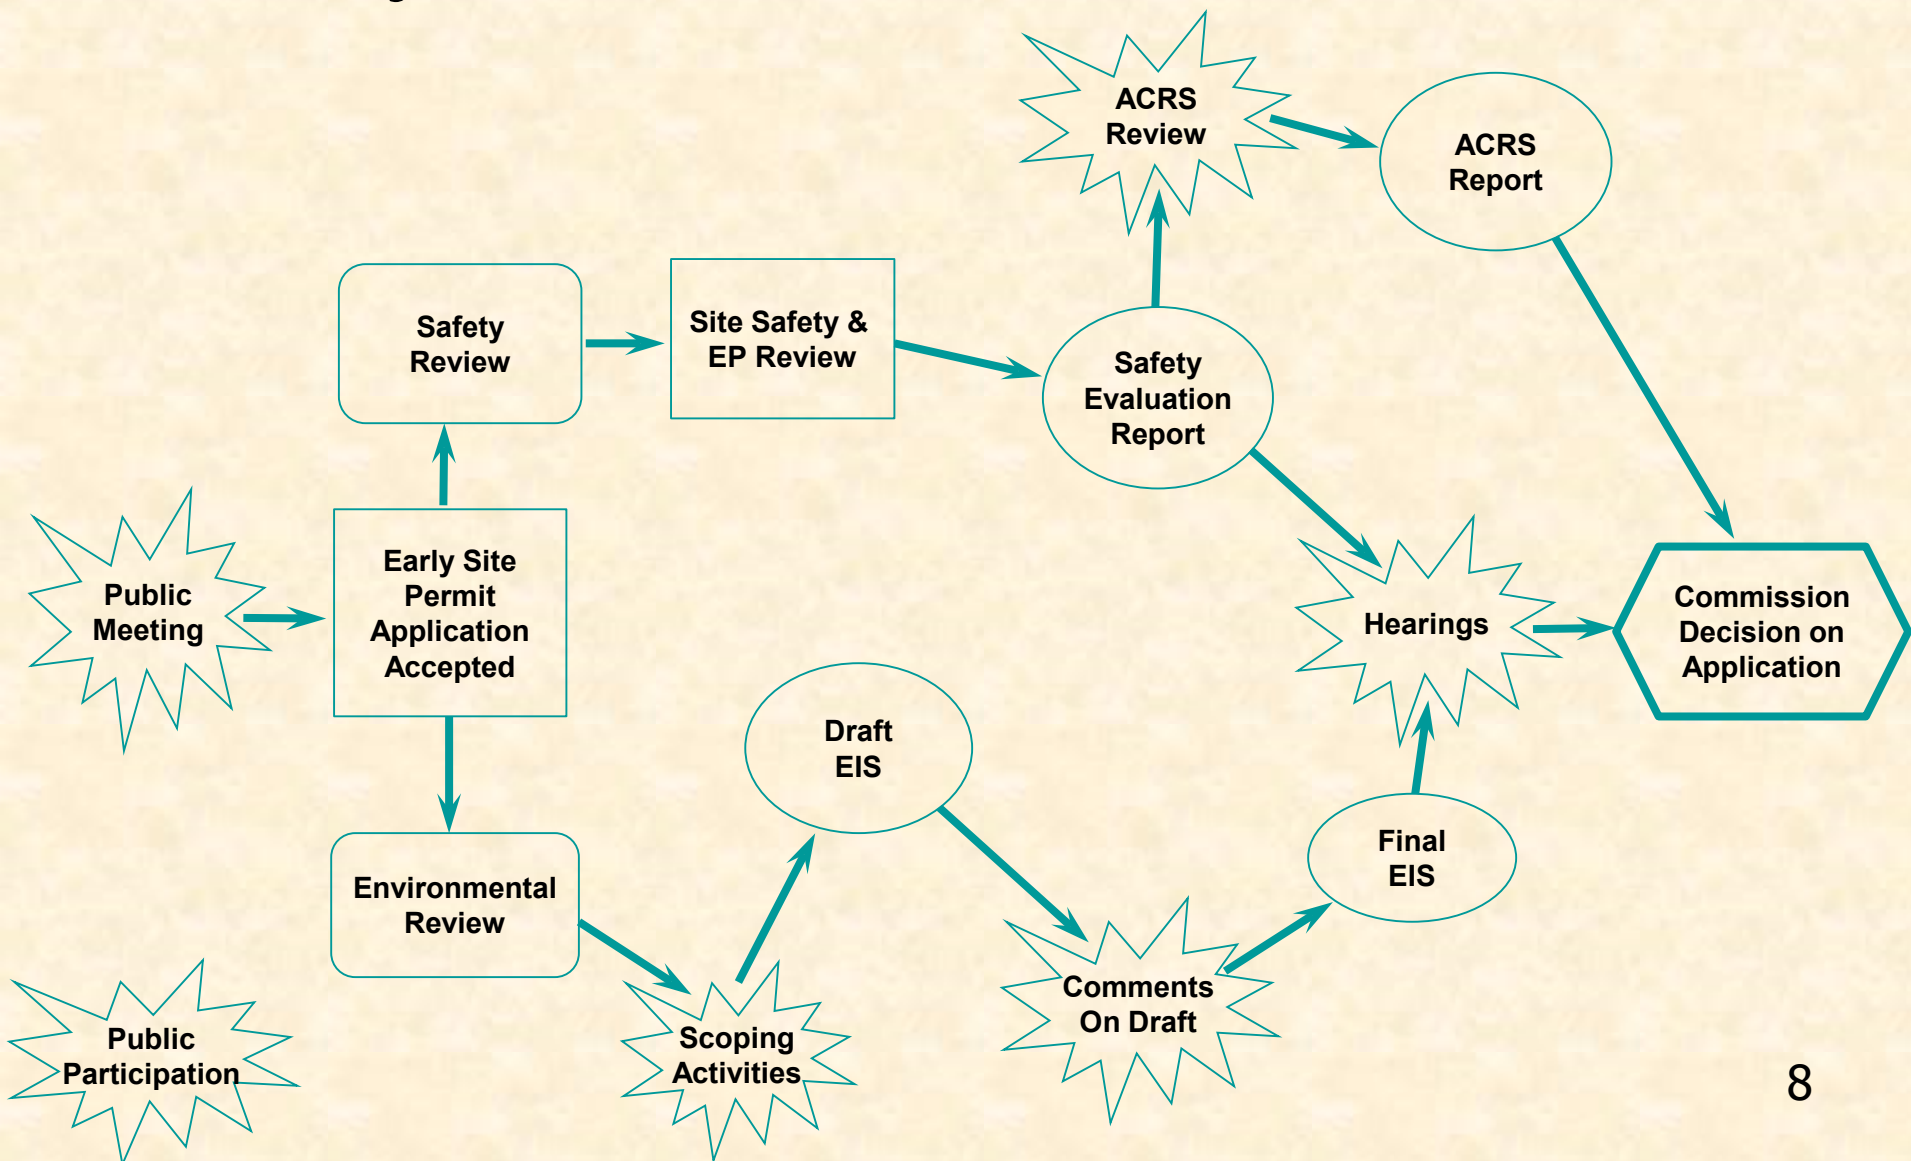 ACRS
Review
ACRS
Report
Safety
Review
Site Safety &
EP Review
Safety
Evaluation
Report
Public
Meeting
Early Site
Permit
Application
Accepted
Hearings
Commission
Decision on
Application
Draft
EIS
Final
EIS
Environmental
Review
Comments
On Draft
Public
Participation
Scoping
Activities
8